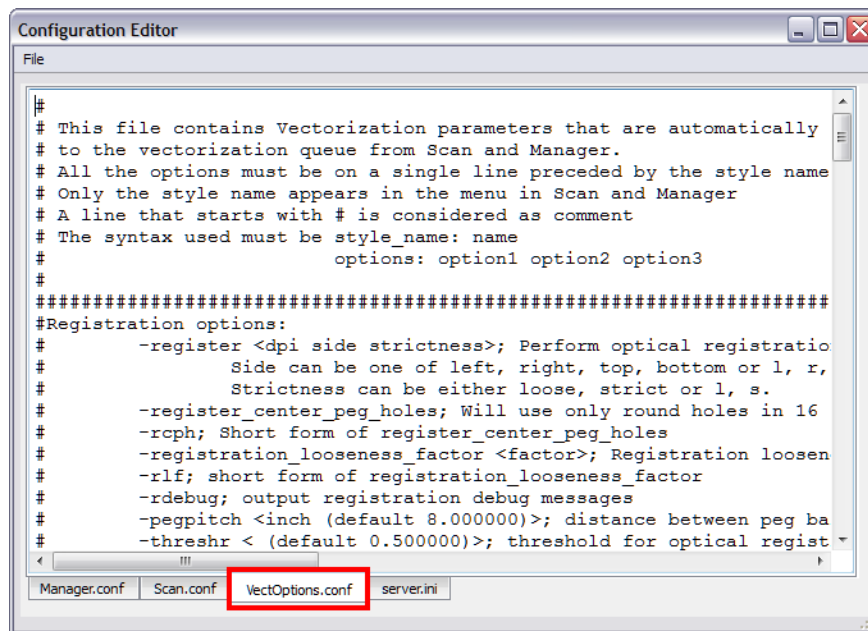 Configuration Editor
File
#
# This file contains Vectorization parameters that are automatically
# to the vectorization queue from Scan and Manager.
# All the options must be on a single line preceded by the style name
# Only the style name appears in the menu in Scan and Manager
# A line that starts with # is considered as comment
# The syntax used must be style_name: name
# options: option1 option2 option3
#
#####################################################################
#Registration options:
# -register <dpi side strictness>; Perform optical registratio
# Side can be one of left, right, top, bottom or l, r,
# Strictness can be either loose, strict or l, s.
# -register_center_peg_holes; Will use only round holes in 16
# -rcph; Short form of register_center_peg_holes
# -registration_looseness_factor <factor>; Registration loosen
# -rlf; short form of registration_looseness_factor
# -rdebug; output registration debug messages
# -pegpitch <inch (default 8.000000)>; distance between peg ba
# -threshr < (default 0.500000)>; threshold for optical regist
Manager.conf Scan.conf VectOptions.conf server.ini